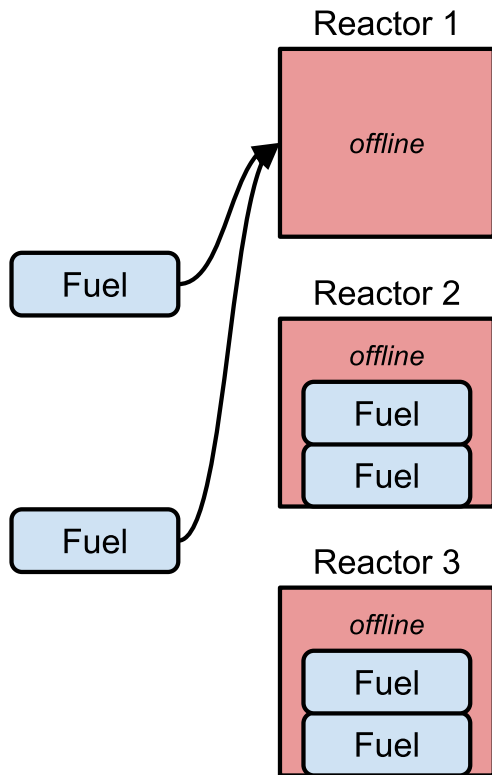 Reactor 1
offline
Fuel
Reactor 2
offline
Fuel
Fuel
Fuel
Reactor 3
offline
Fuel
Fuel